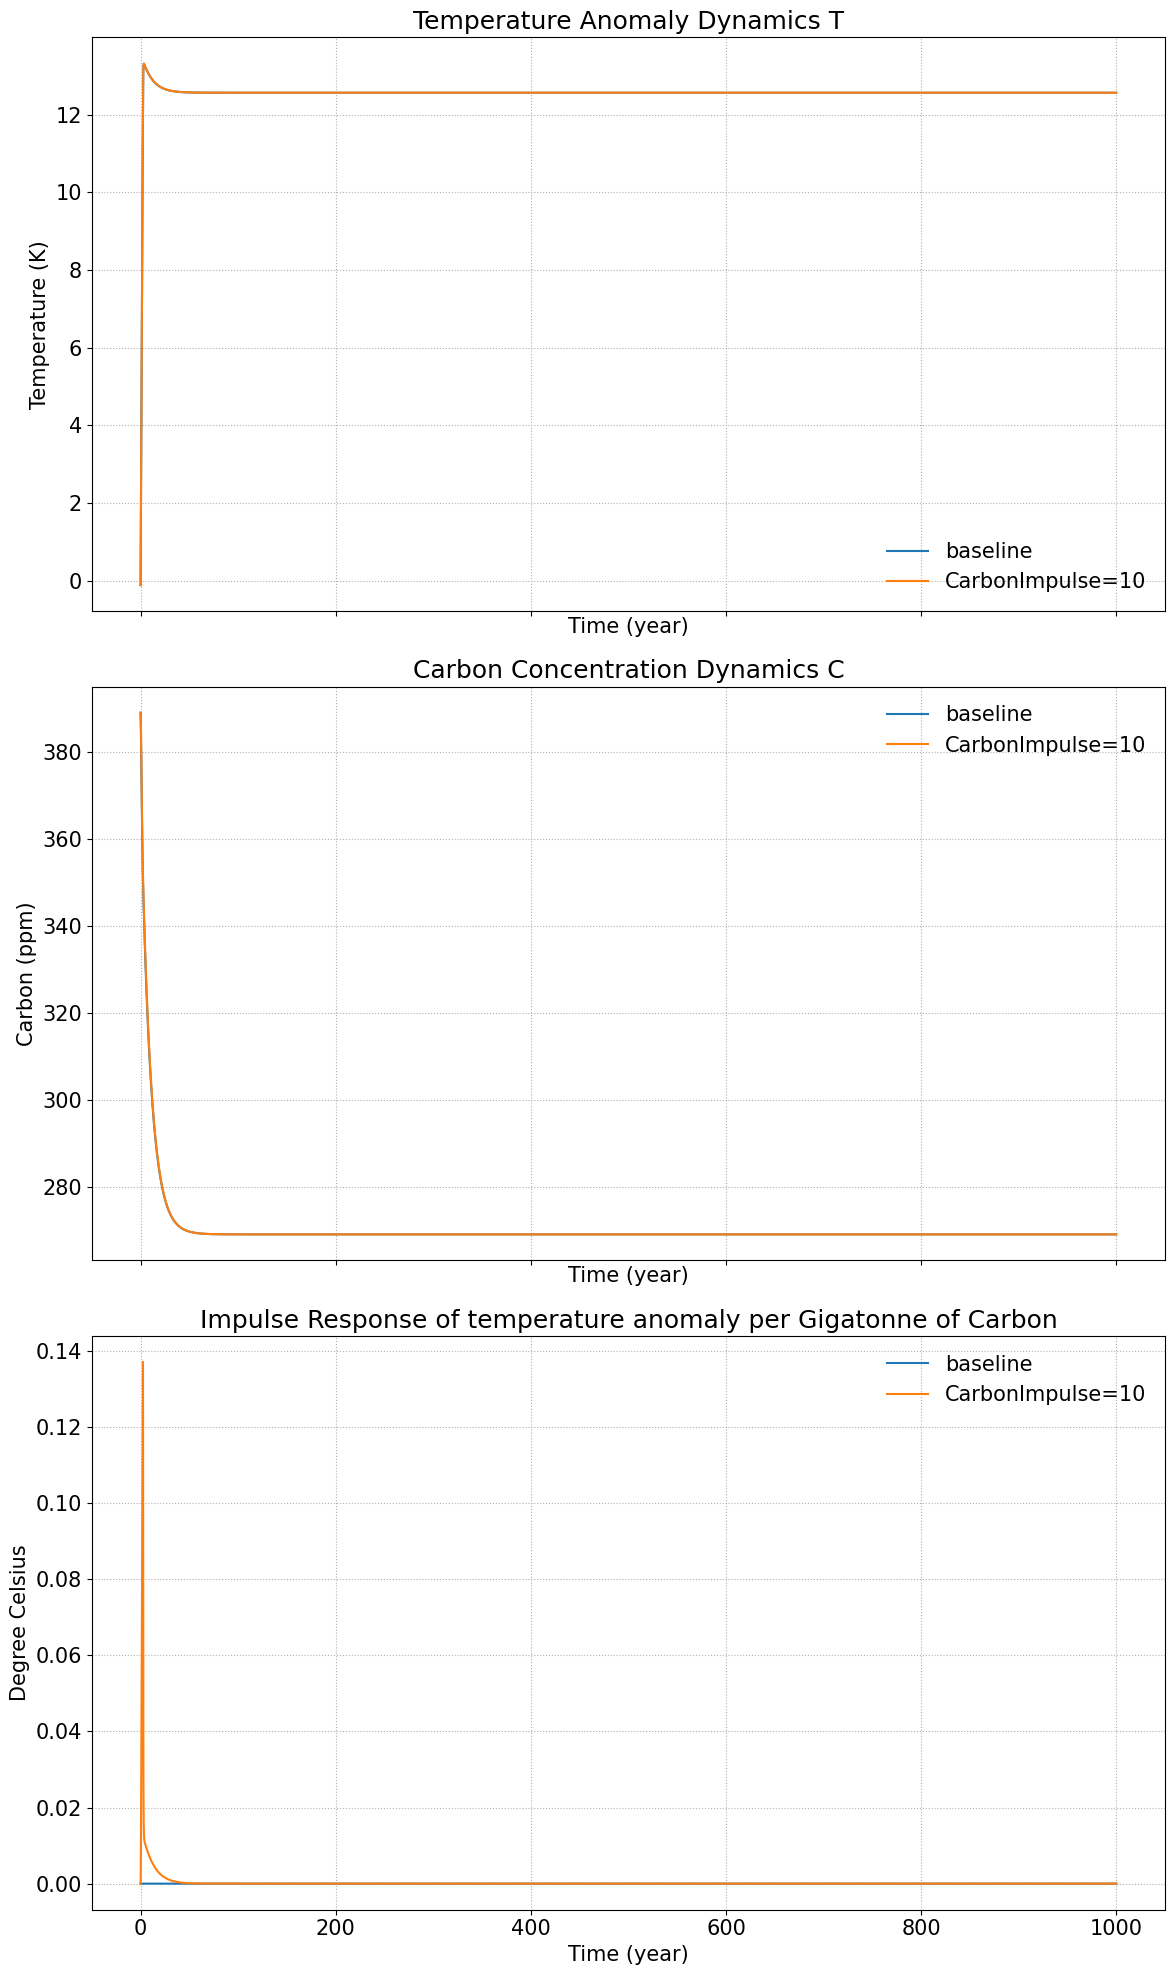 Temperature Anomaly Dynamics T
12
10
8
6
4
2
0
Temperature (K)
baseline
CarbonImpulse=10
Time (year)
Carbon Concentration Dynamics C
380
360
340
320
300
280
Carbon (ppm)
baseline
CarbonImpulse=10
Time (year)
Impulse Response of temperature anomaly per Gigatonne of Carbon
0.14
0.12
0.10
0.08
0.06
0.04
0.02
0.00
Degree Celsius
baseline
CarbonImpulse=10
0 200 400 600 800 1000
Time (year)